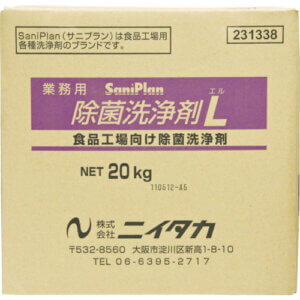 SaniPlan(サニプラン)は食品工場用
各種洗浄剤のブランドです。
231338
業務用 SaniPlan
エル
除菌洗浄剤L
食品工場向け除菌洗浄剤
NET 20kg
110612-A5
株式会社 ニイタカ
〒532-8560 大阪市淀川区新高1-8-10
TEL 06-6395-2717